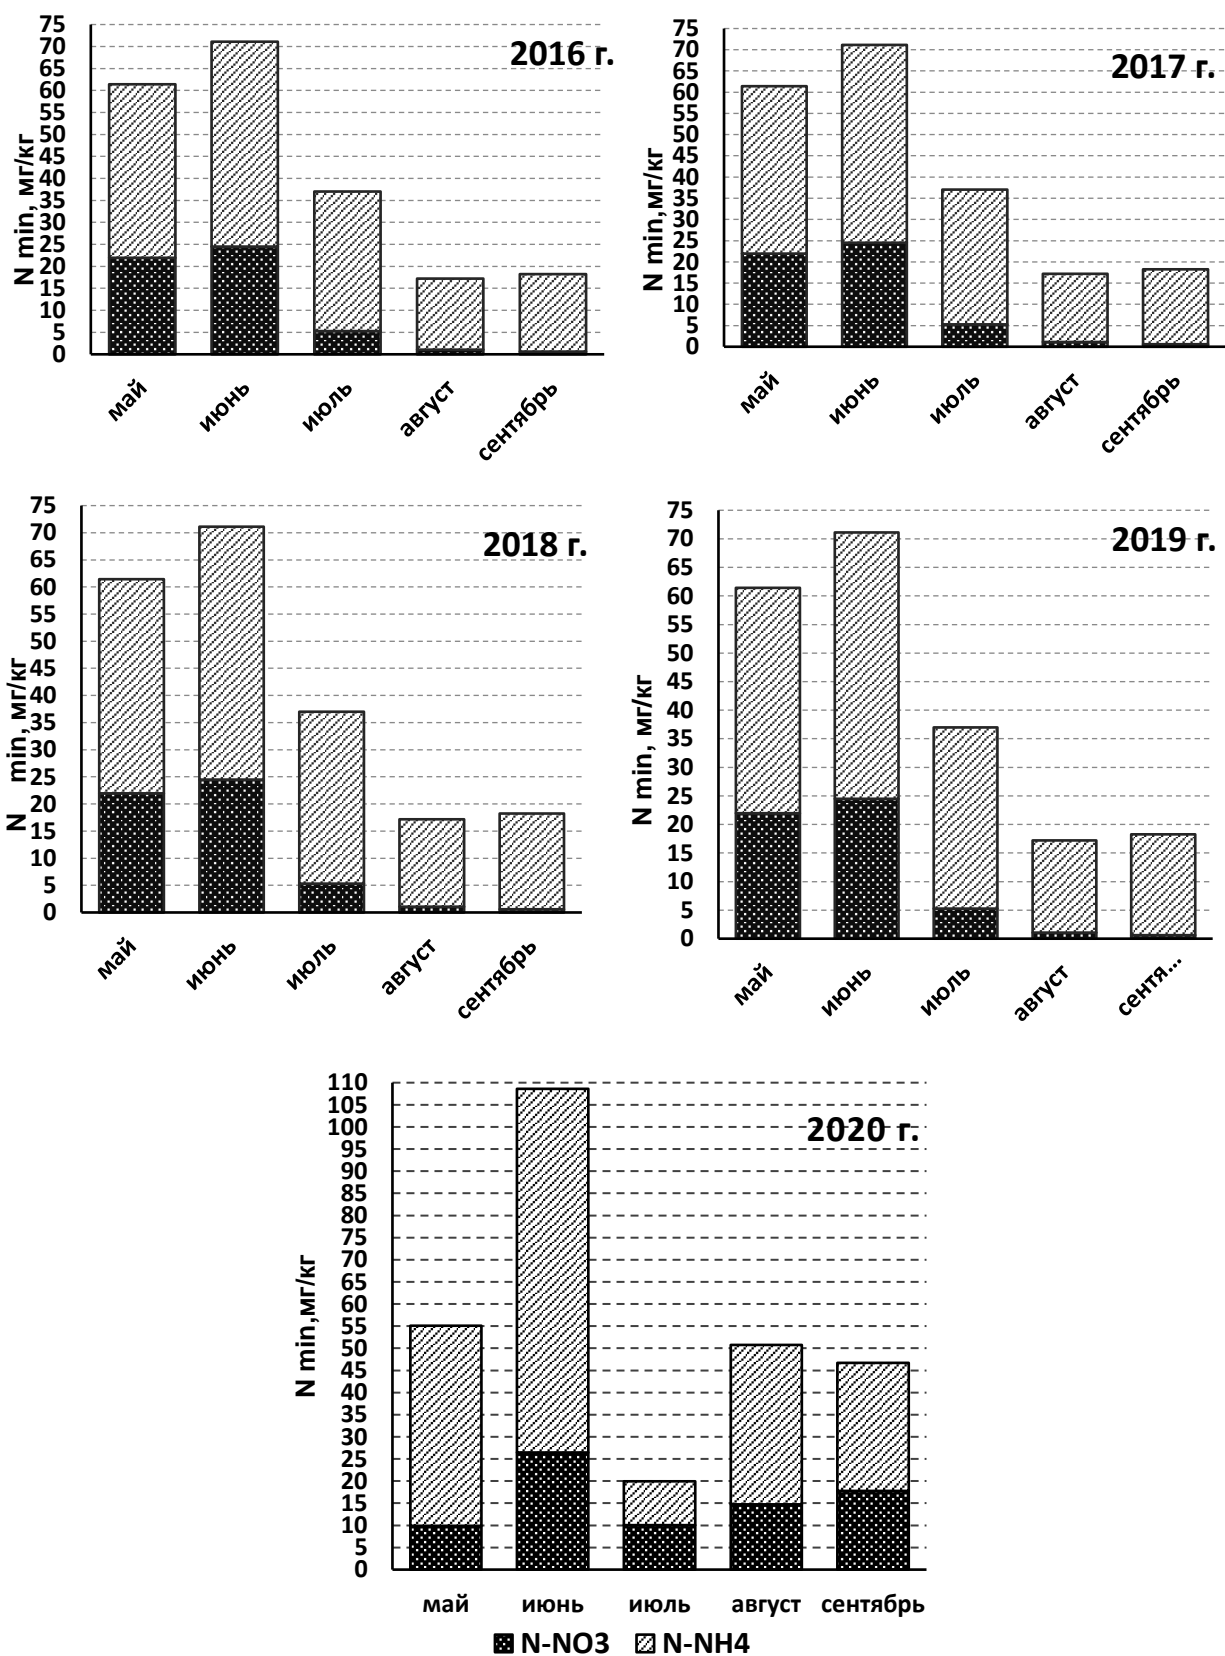 2016 г.
N min, мг/кг
75
70
65
60
55
50
45
40
35
30
25
20
15
10
5
0
май
июнь
июль
август
сентябрь
2017 г.
N min,мг/кг
75
70
65
60
55
50
45
40
35
30
25
20
15
10
5
0
май
июнь
июль
август
сентябрь
2018 г.
N min, мг/кг
75
70
65
60
55
50
45
40
35
30
25
20
15
10
5
0
май
июнь
июль
август
сентябрь
2019 г.
N min, мг/кг
75
70
65
60
55
50
45
40
35
30
25
20
15
10
5
0
май
июнь
июль
август
сентя...
2020 г.
N min,мг/кг
110
105
100
95
90
85
80
75
70
65
60
55
50
45
40
35
30
25
20
15
10
5
0
май июнь июль август сентябрь
N-NO3 N-NH4